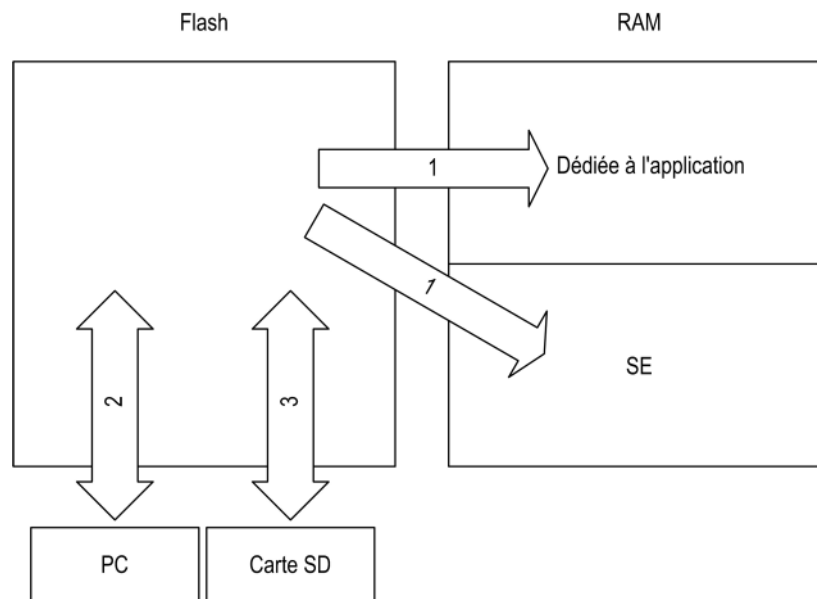 Flash
RAM
1
Dédiée à l'application
1
SE
2
3
PC
Carte SD